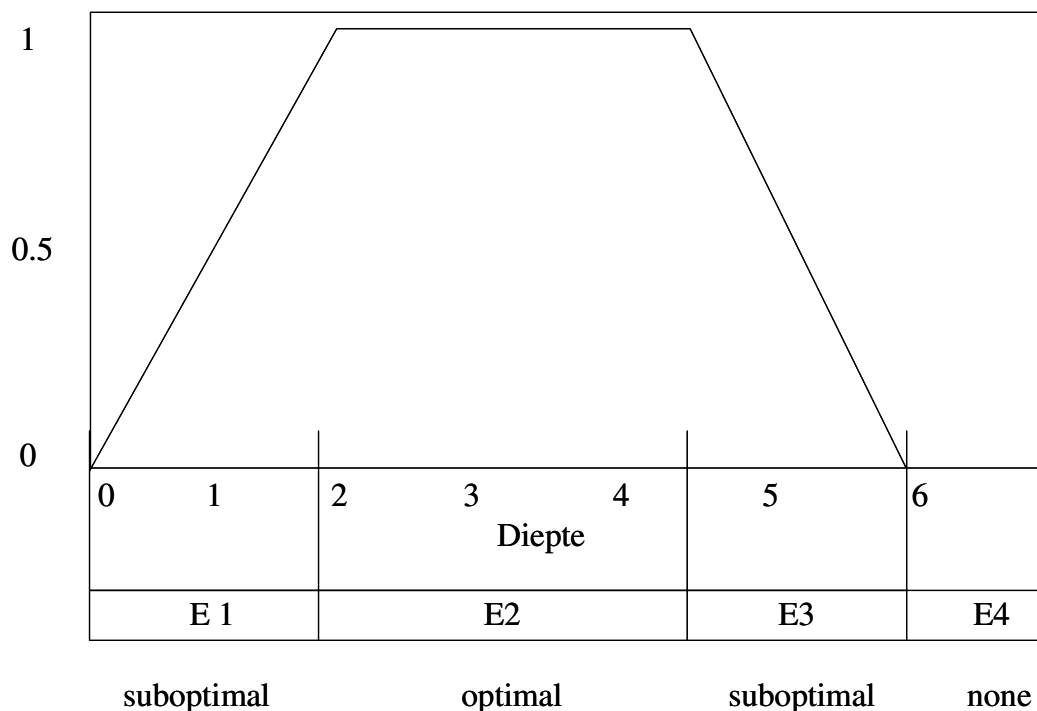 1
0.5
0
0 1 2 3 4 5 6
Diepte
E 1 E2 E3 E4
suboptimal optimal suboptimal none